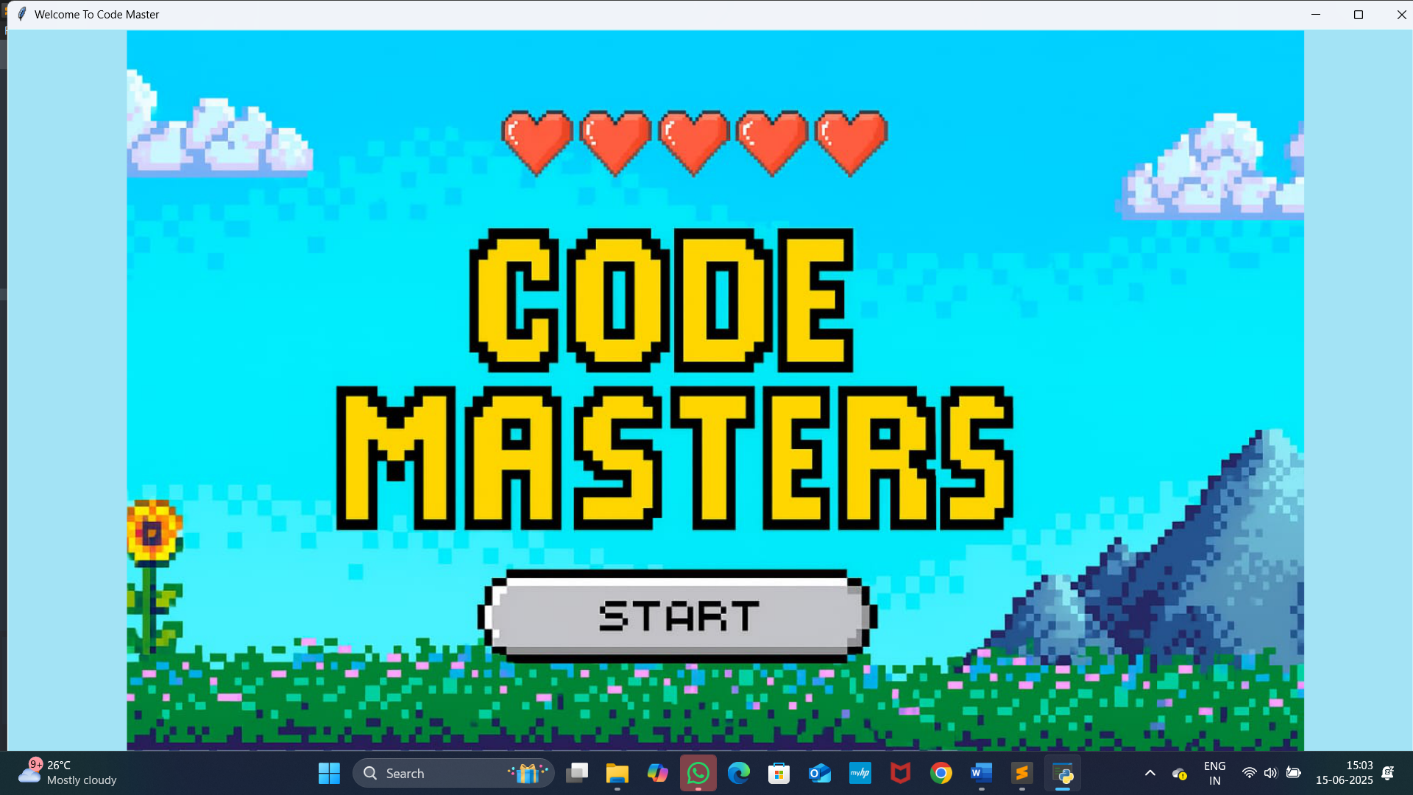 Welcome To Code Master
CODE
MASTERS
START
9+
26°C
Mostly cloudy
Search
myhp
W
ENG
IN
15:03
15-06-2025